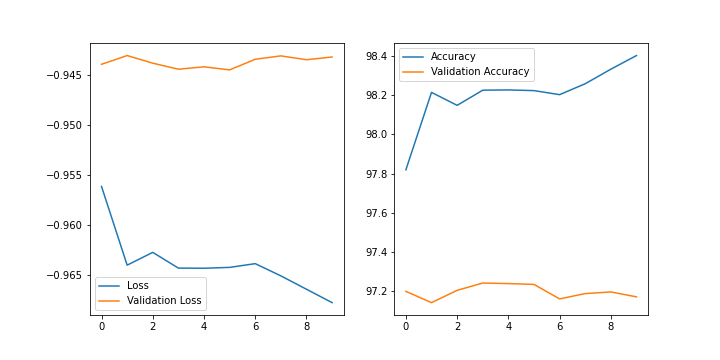 −0.945
−0.950
−0.955
−0.960
−0.965
0 2 4 6 8
Loss
Validation Loss
98.4
98.2
98.0
97.8
97.6
97.4
97.2
0 2 4 6 8
Accuracy
Validation Accuracy